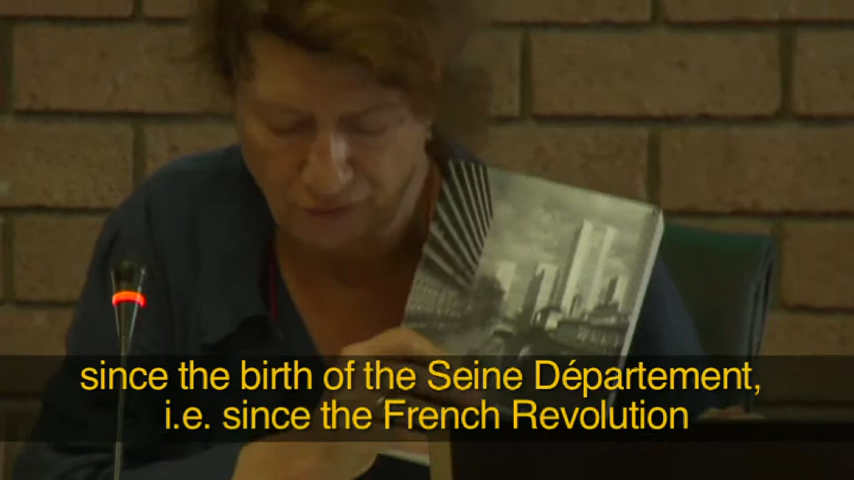 since the birth of the Seine Département,
i.e. since the French Revolution